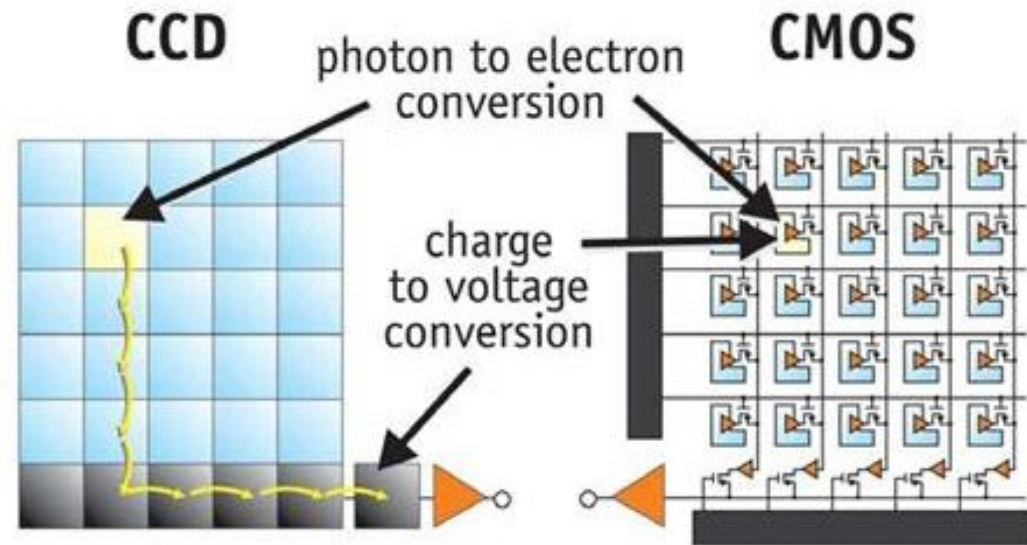 CCD
CMOS
photon to electron
conversion
charge
to voltage
conversion